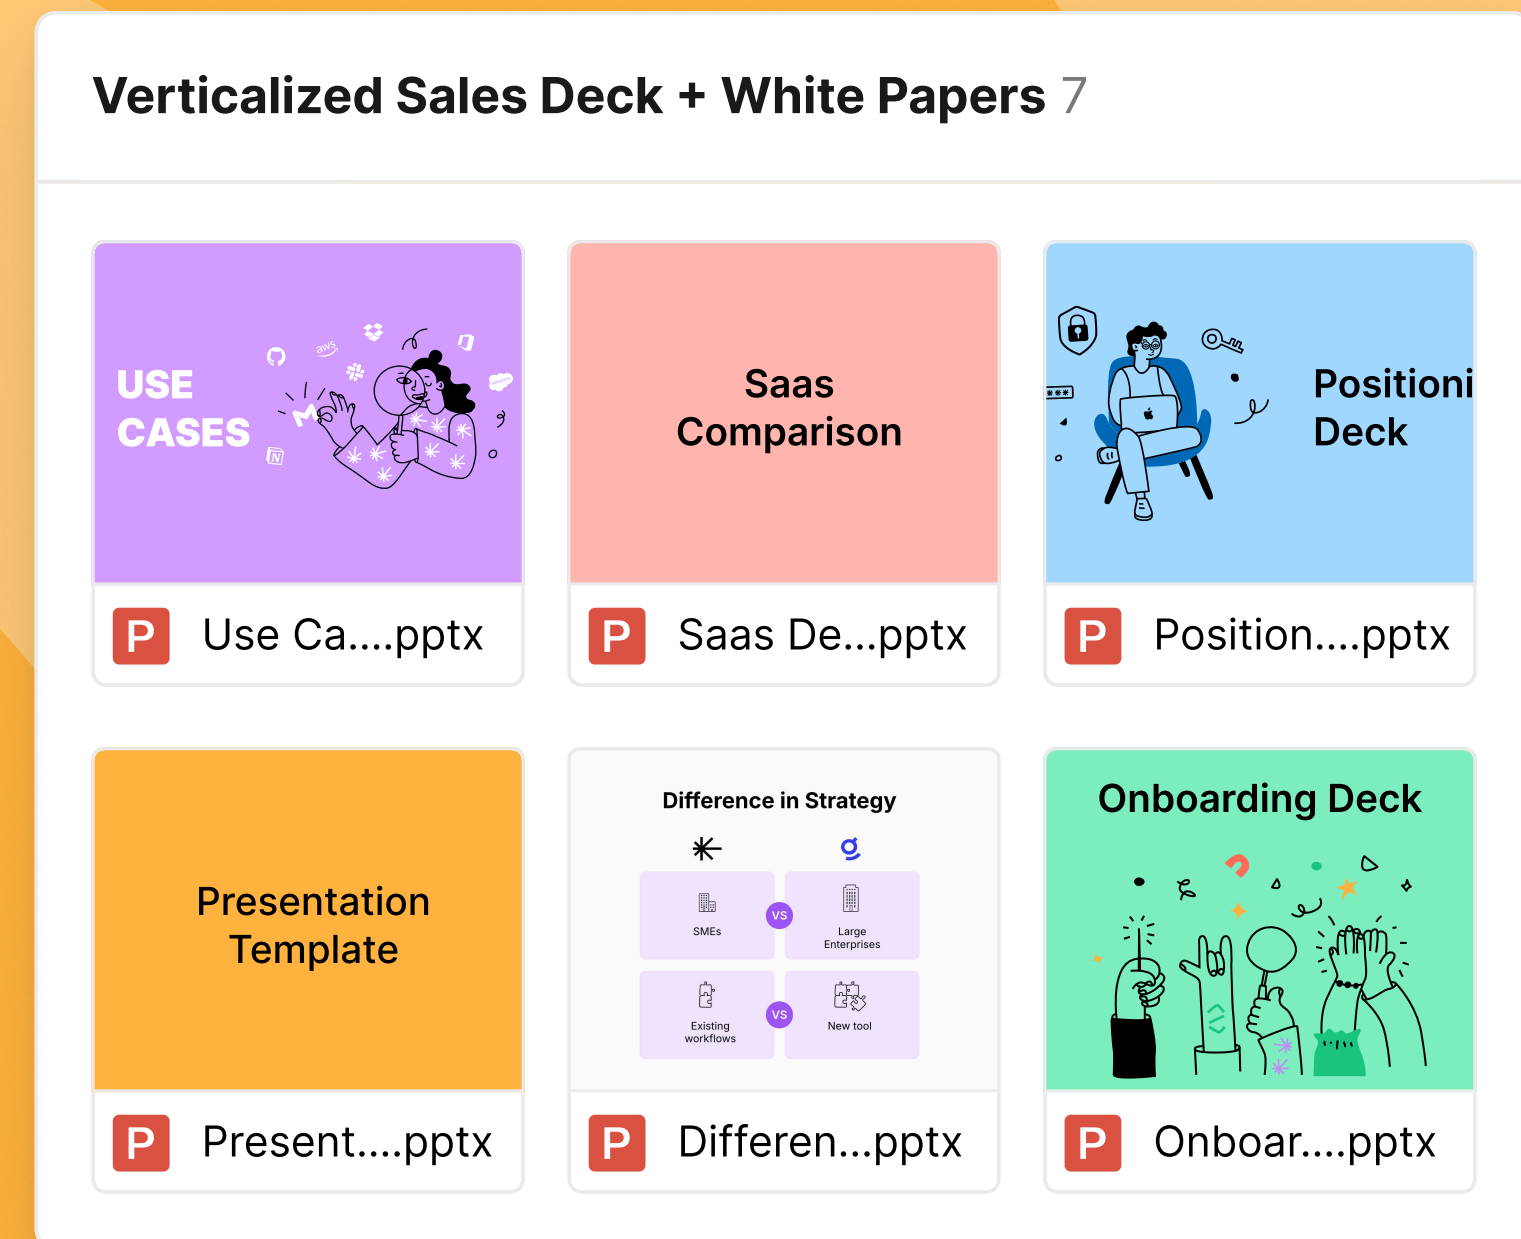 Verticalized Sales Deck + White Papers 7
USE
CASES
aws
N
P Use Ca....pptx
Saas
Comparison
P Saas De...pptx
***
Positioni
Deck
P Position....pptx
Presentation
Template
P Present....pptx
Difference in Strategy
g
SMEs
VS
Large
Enterprises
Existing
workflows
VS
New tool
P Differen...pptx
Onboarding Deck
P Onboar....pptx